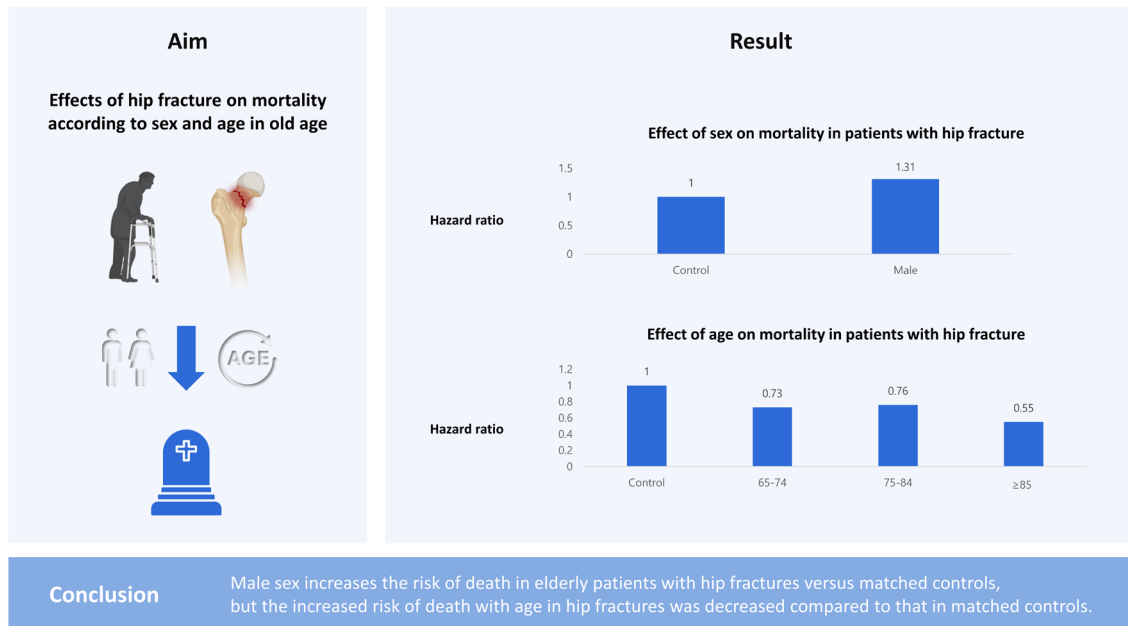 Aim
Effects of hip fracture on mortality
according to sex and age in old age
AGE
Result
Effect of sex on mortality in patients with hip fracture
Hazard ratio
1.5
1
0.5
0
1
1.31
Control
Male
Effect of age on mortality in patients with hip fracture
Hazard ratio
1.2
1
0.8
0.6
0.4
0.2
0
1
0.73
0.76
0.55
Control
65-74
75-84
≥85
Conclusion
Male sex increases the risk of death in elderly patients with hip fractures versus matched controls,
but the increased risk of death with age in hip fractures was decreased compared to that in matched controls.